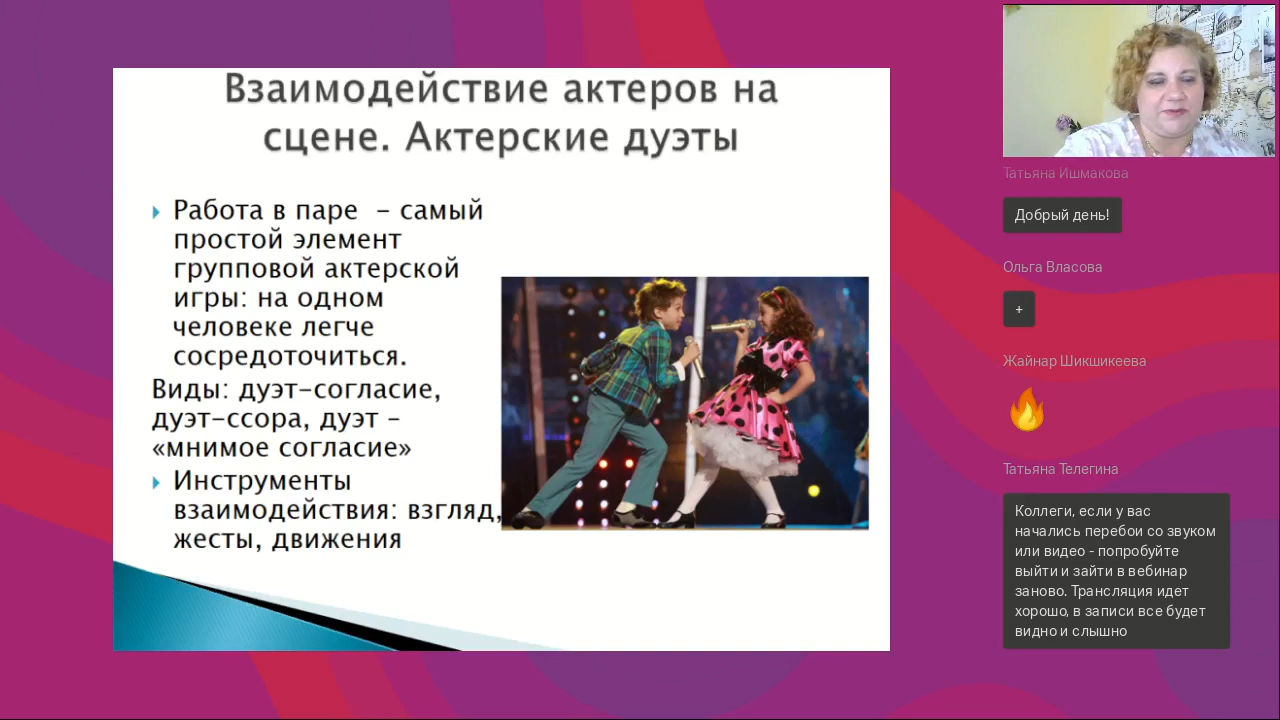 Взаимодействие актеров на
сцене. Актерские дуэты
Работа в паре – самый
простой элемент
групповой актерской
игры: на одном
человеке легче
сосредоточиться.
Виды: дуэт-согласие,
дуэт-ссора, дуэт –
«мнимое согласие»
Инструменты
взаимодействия: взгляд,
жесты, движения
Татьяна Ишмакова
Добрый день!
Ольга Власова
+
Жайнар Шикшикеева
Татьяна Телегина
Коллеги, если у вас
начались перебои со звуком
или видео - попробуйте
выйти и зайти в вебинар
заново. Трансляция идет
хорошо, в записи все будет
видно и слышно